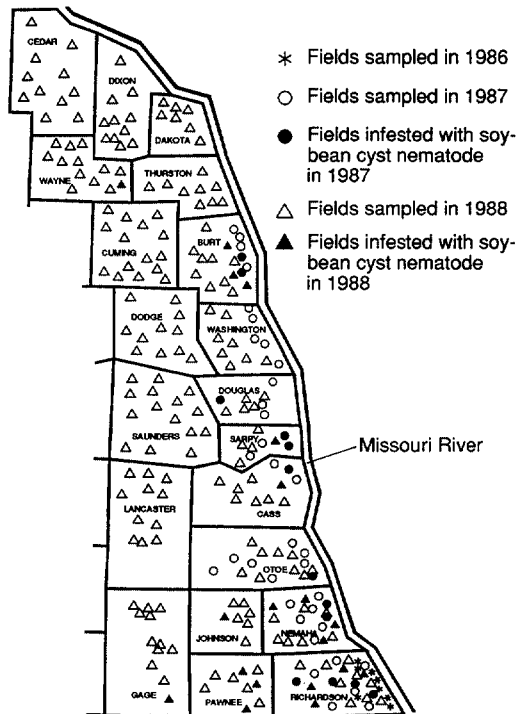 CEDAR
DIXON
DAKOTA
WAYNE
THURSTON
CUMING
BURT
DODGE
WASHINGTON
DOUGLAS
SAUNDERS
SARPY
LANCASTER
CASS
OTOE
JOHNSON
NEMAHA
GAGE
PAWNEE
RICHARDSON
Missouri River
Fields sampled in 1986
Fields sampled in 1987
Fields infested with soy-
bean cyst nematode
in 1987
Fields sampled in 1988
Fields infested with soy-
bean cyst nematode
in 1988